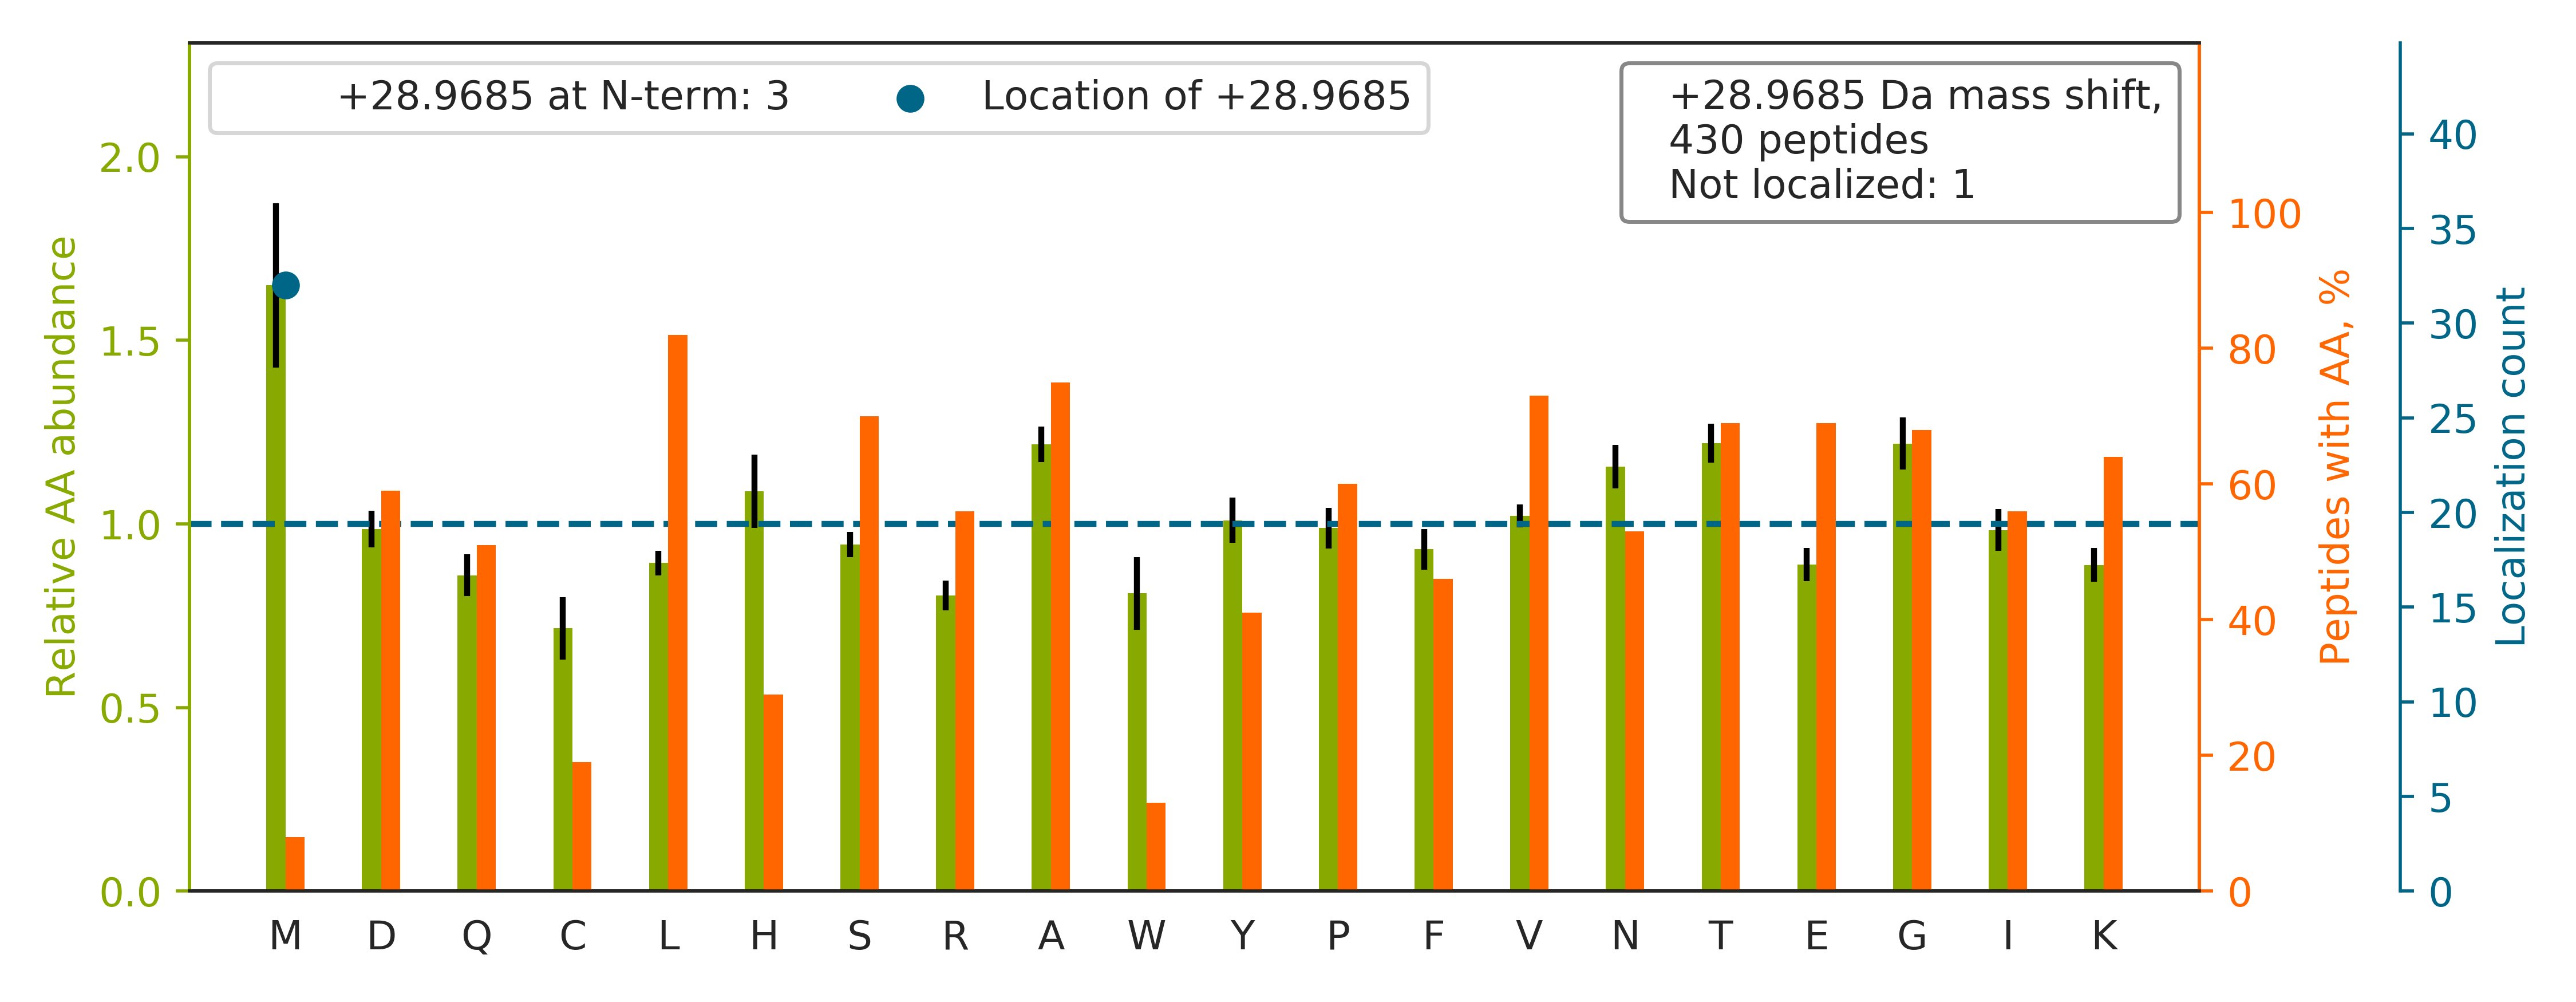 +28.9685 at N-term: 3
Location of +28.9685
+28.9685 Da mass shift,
430 peptides
Not localized: 1
Relative AA abundance
2.0
1.5
1.0
0.5
0.0
Peptides with AA, %
100
80
60
40
20
0
Localization count
40
35
30
25
20
15
10
5
0
M D Q C L H S R A W Y P F V N T E G I K